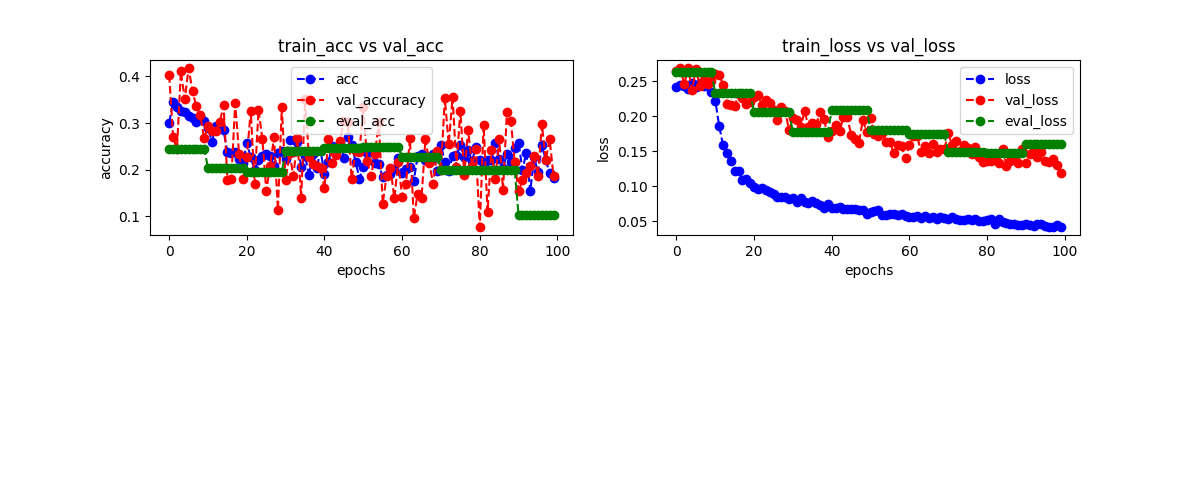 train_acc vs val_acc
accuracy
0.4
0.3
0.2
0.1
acc
val_accuracy
eval_acc
0 20 40 60 80 100
epochs
train_loss vs val_loss
loss
0.25
0.20
0.15
0.10
0.05
loss
val_loss
eval_loss
0 20 40 60 80 100
epochs